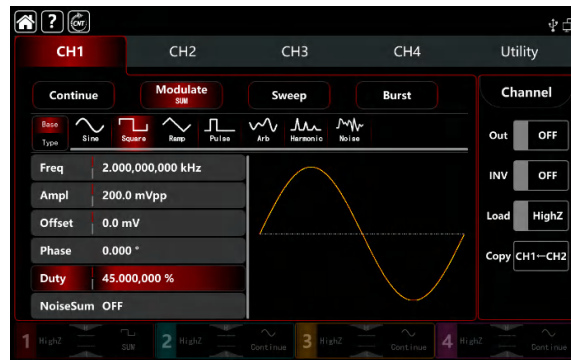 ? CNT
CH1 CH2 CH3 CH4 Utility
Continue Modulate Sweep Burst Channel
SUM
Base
Type Sine Square Ramp Pulse Arb Harmonic Noise
Out OFF
Freq 2.000,000,000 kHz
INV OFF
Ampl 200.0 mVpp
Offset 0.0 mV
Load HighZ
Phase 0.000 °
Copy CH1←CH2
Duty 45.000,000 %
NoiseSum OFF
1 HighZ SUM 2 HighZ Continue 3 HighZ Continue 4 HighZ Continue